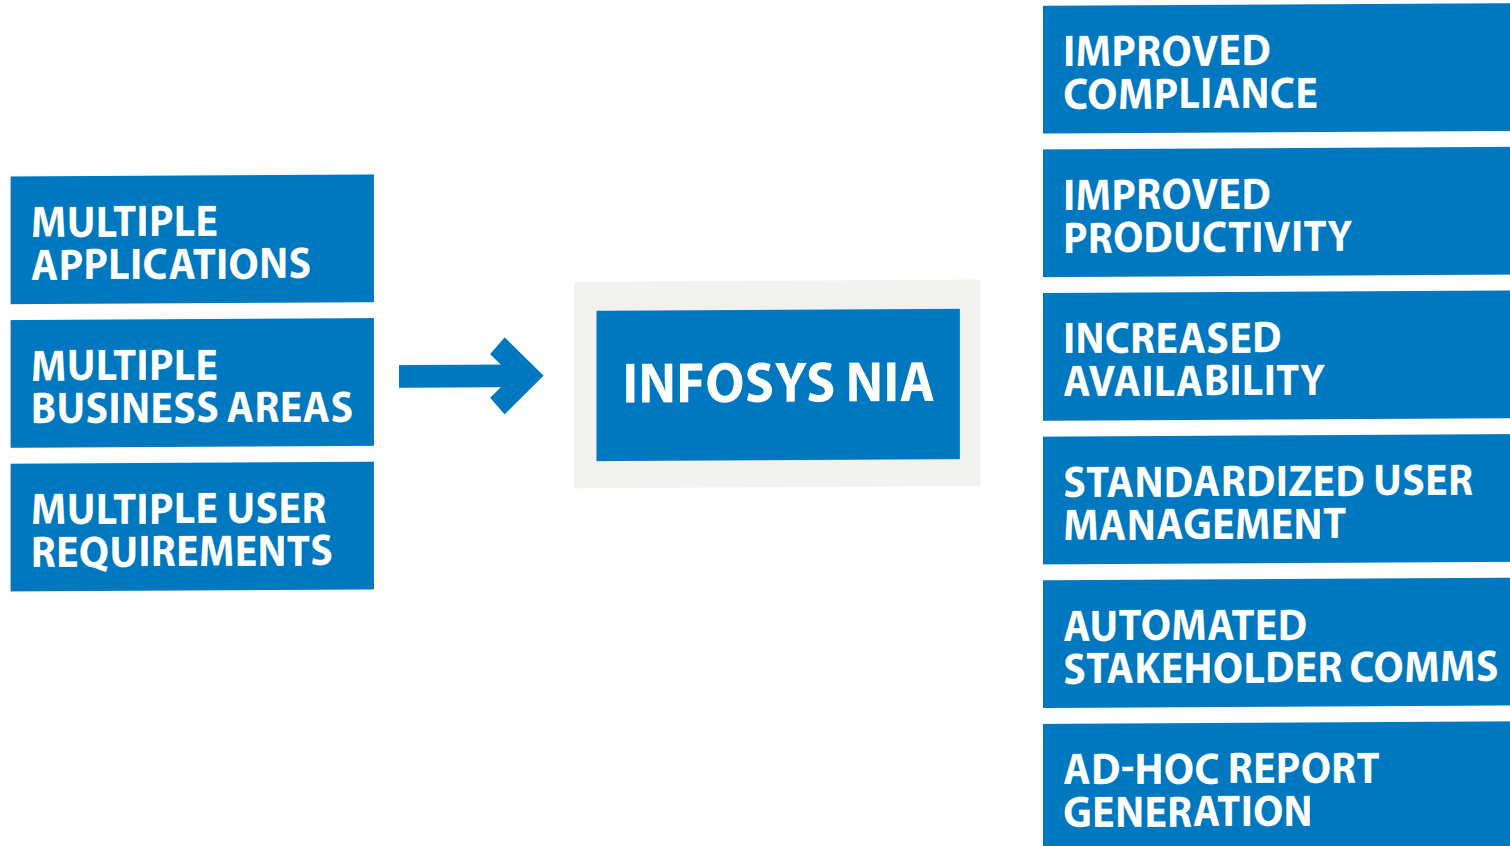 MULTIPLE
APPLICATIONS
MULTIPLE
BUSINESS AREAS
MULTIPLE USER
REQUIREMENTS
INFOSYS NIA
IMPROVED
COMPLIANCE
IMPROVED
PRODUCTIVITY
INCREASED
AVAILABILITY
STANDARDIZED USER
MANAGEMENT
AUTOMATED
STAKEHOLDER COMMS
AD-HOC REPORT
GENERATION